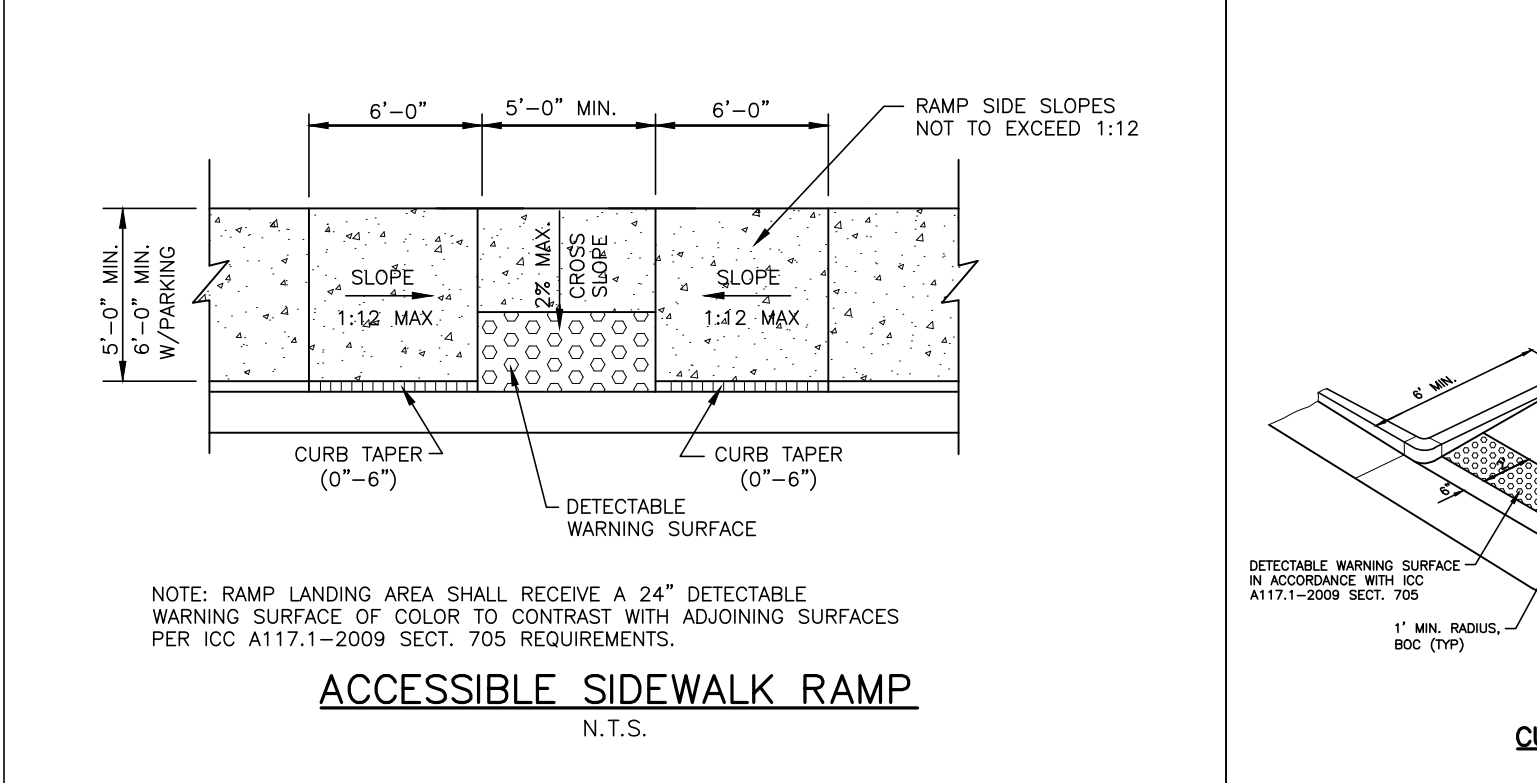 6'-0"
5'-0" MIN.
6'-0"
RAMP SIDE SLOPES
NOT TO EXCEED 1:12
5'-0" MIN.
6'-0" MIN.
W/PARKING
SLOPE
1:12 MAX
2% MAX.
CROSS
SLOPE
SLOPE
1:12 MAX
CURB TAPER
(0"-6")
CURB TAPER
(0"-6")
DETECTABLE
WARNING SURFACE
NOTE: RAMP LANDING AREA SHALL RECEIVE A 24" DETECTABLE
WARNING SURFACE OF COLOR TO CONTRAST WITH ADJOINING SURFACES
PER ICC A117.1-2009 SECT. 705 REQUIREMENTS.
ACCESSIBLE SIDEWALK RAMP
N.T.S.
6' MIN.
6"
DETECTABLE WARNING SURFACE
IN ACCORDANCE WITH ICC
A117.1-2009 SECT. 705
1' MIN. RADIUS,
BOC (TYP)